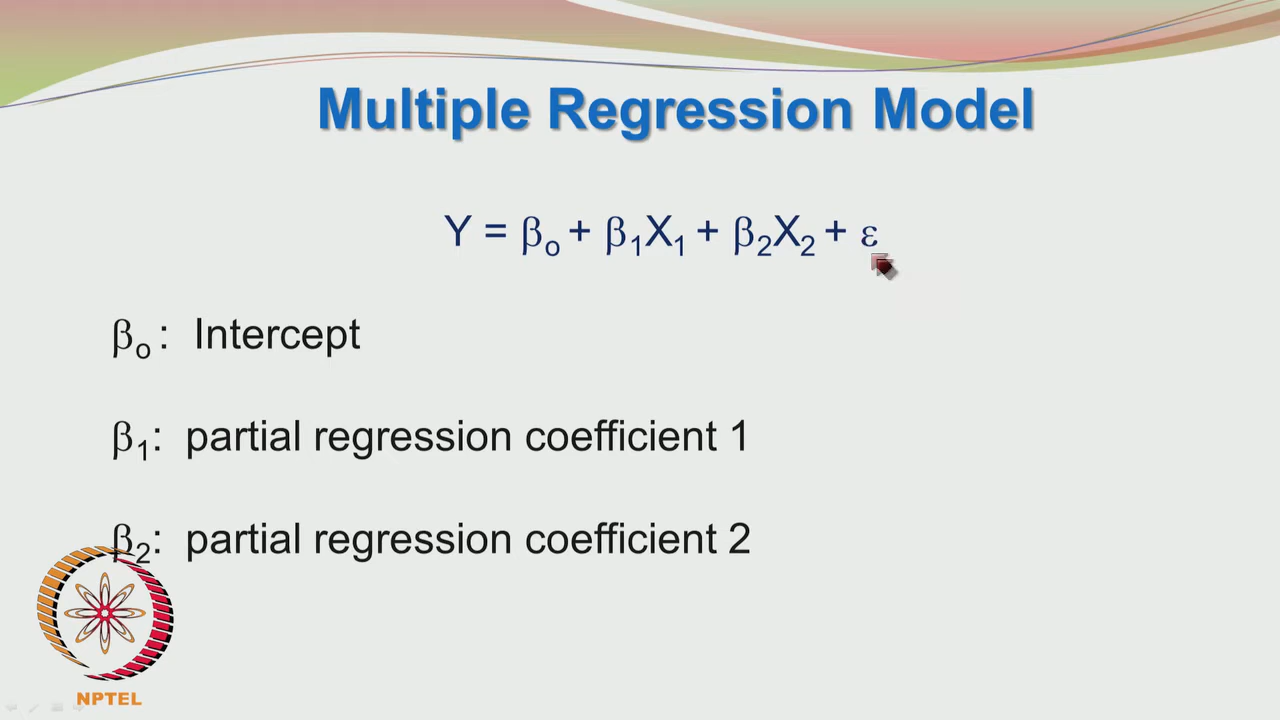 Multiple Regression Model
Y = βo + β1X1 + β2X2 + ε
βo : Intercept
β1: partial regression coefficient 1
β2: partial regression coefficient 2
NPTEL